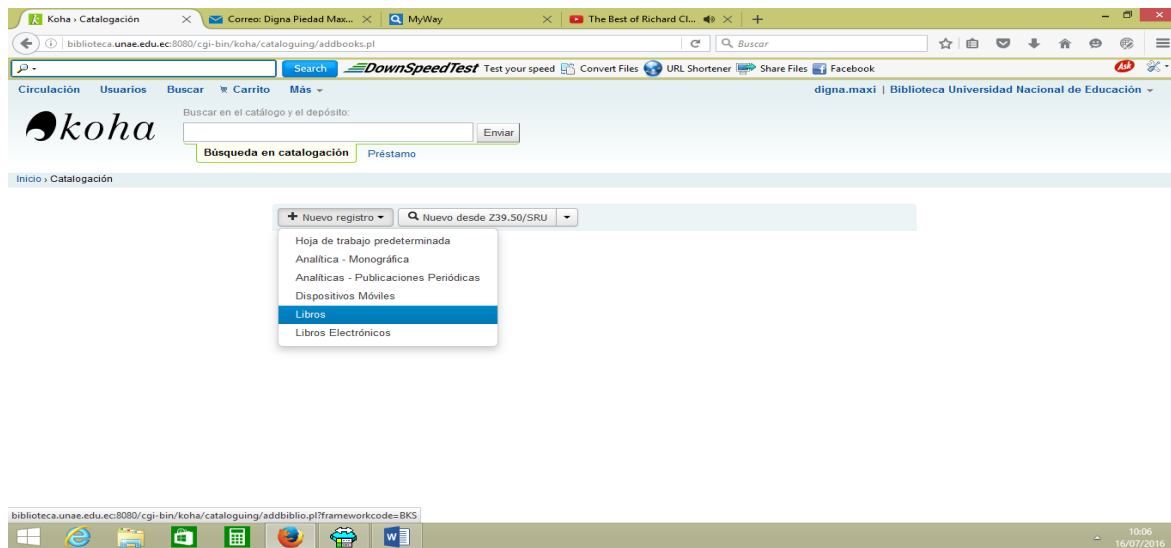 Koha › Catalogación
Correo: Digna Piedad Max...
MyWay
The Best of Richard Cl...
biblioteca.unae.edu.ec:8080/cgi-bin/koha/cataloguing/addbooks.pl
Buscar
Search
DownSpeedTest Test your speed Convert Files URL Shortener Share Files Facebook
Ask
Circulación Usuarios Buscar Carrito Más
digna.maxi | Biblioteca Universidad Nacional de Educación
koha
Buscar en el catálogo y el depósito:
Enviar
Búsqueda en catalogación Préstamo
Inicio › Catalogación
Nuevo registro
Nuevo desde Z39.50/SRU
Hoja de trabajo predeterminada
Analítica - Monográfica
Analíticas - Publicaciones Periódicas
Dispositivos Móviles
Libros
Libros Electrónicos
biblioteca.unae.edu.ec:8080/cgi-bin/koha/cataloguing/addbiblio.pl?frameworkcode=BKS
10:06
16/07/2016